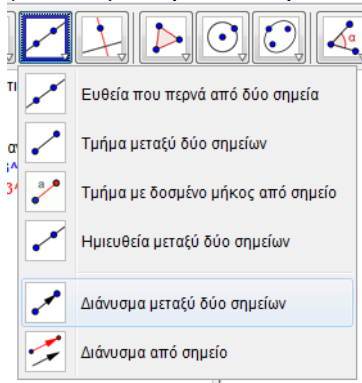 Ευθεία που περνά από δύο σημεία
Τμήμα μεταξύ δύο σημείων
Τμήμα με δοσμένο μήκος από σημείο
Ημιευθεία μεταξύ δύο σημείων
Διάνυσμα μεταξύ δύο σημείων
Διάνυσμα από σημείο